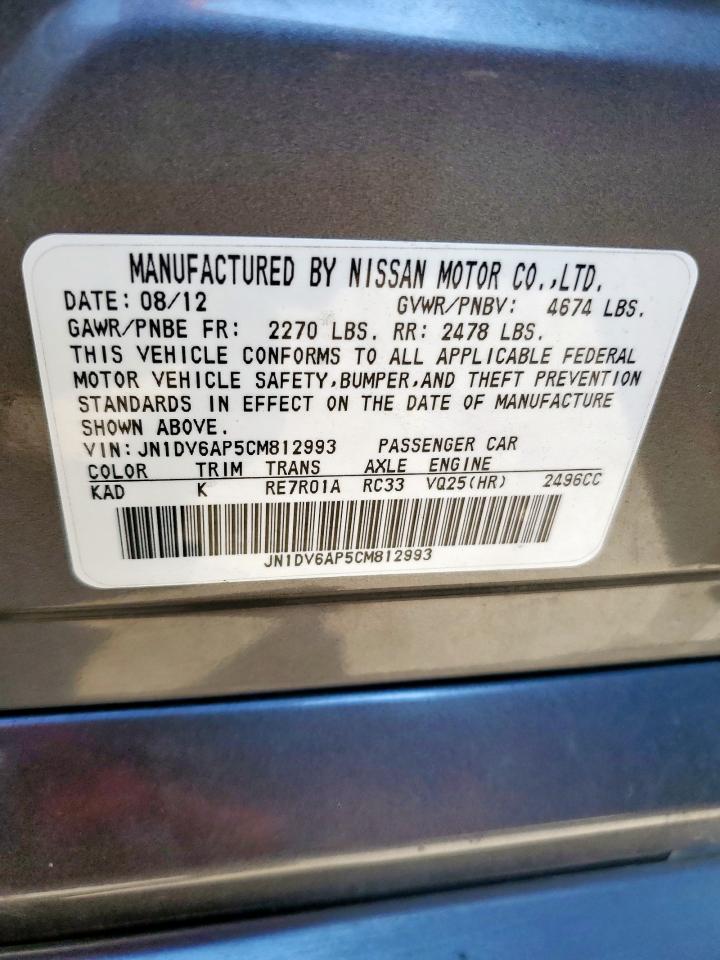 MANUFACTURED BY NISSAN MOTOR CO.,LTD.
DATE: 08/12 GVWR/PNBV: 4674 LBS.
GAWR/PNBE FR: 2270 LBS. RR: 2478 LBS.
THIS VEHICLE CONFORMS TO ALL APPLICABLE FEDERAL
MOTOR VEHICLE SAFETY,BUMPER,AND THEFT PREVENTION
STANDARDS IN EFFECT ON THE DATE OF MANUFACTURE
SHOWN ABOVE.
VIN: JN1DV6AP5CM812993 PASSENGER CAR
COLOR TRIM TRANS AXLE ENGINE
KAD K RE7R01A RC33 VQ25(HR) 2496CC
JN1DV6AP5CM812993